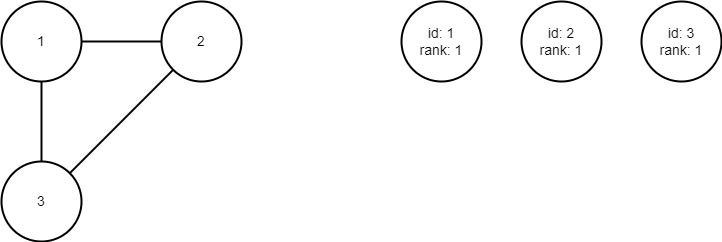 1
2
id: 1
rank: 1
id: 2
rank: 1
id: 3
rank: 1
3